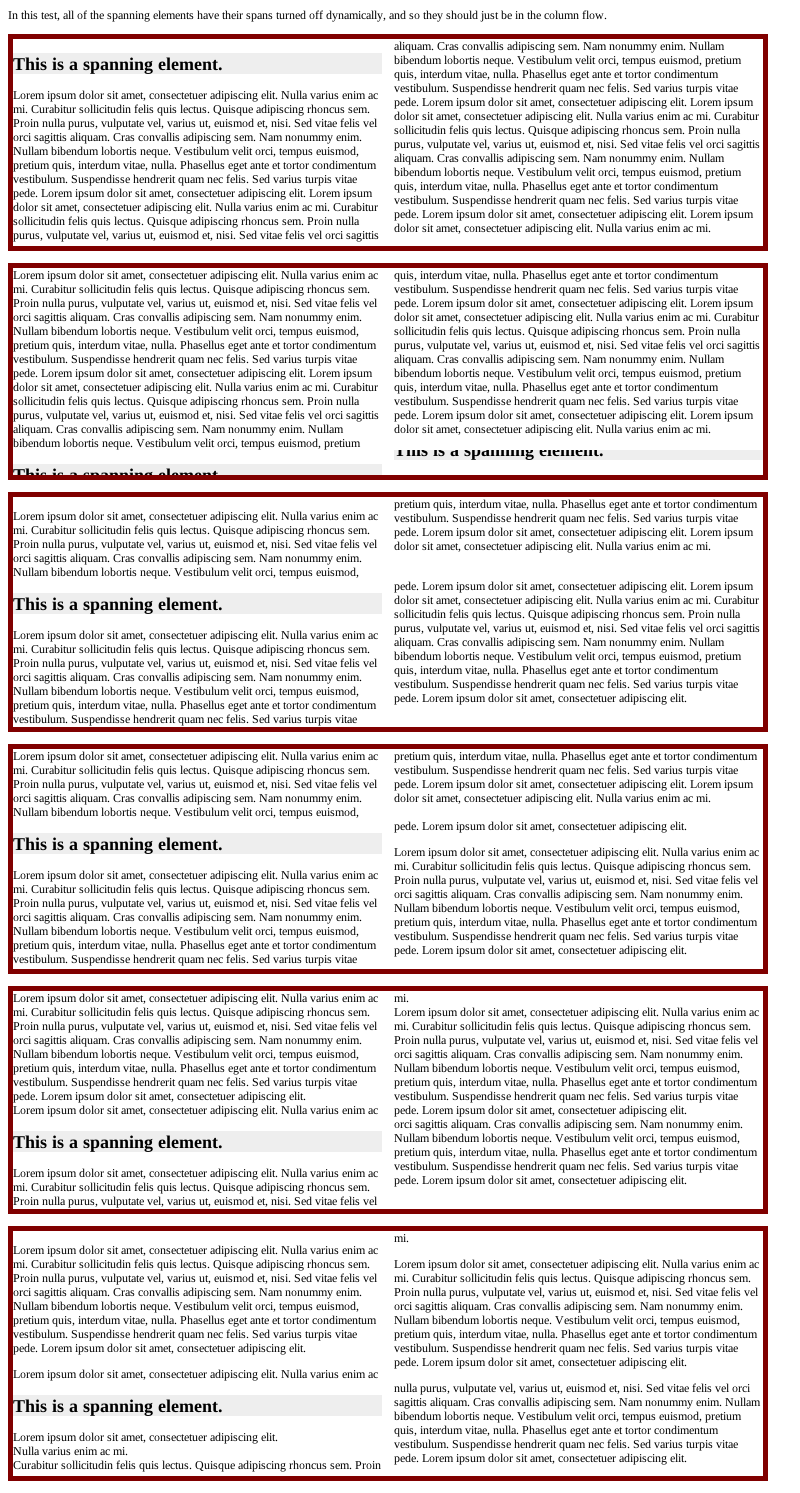 In this test, all of the spanning elements have their spans turned off dynamically, and so they should just be in the column flow.
This is a spanning element.
Lorem ipsum dolor sit amet, consectetuer adipiscing elit. Nulla varius enim ac
mi. Curabitur sollicitudin felis quis lectus. Quisque adipiscing rhoncus sem.
Proin nulla purus, vulputate vel, varius ut, euismod et, nisi. Sed vitae felis vel
orci sagittis aliquam. Cras convallis adipiscing sem. Nam nonummy enim.
Nullam bibendum lobortis neque. Vestibulum velit orci, tempus euismod,
pretium quis, interdum vitae, nulla. Phasellus eget ante et tortor condimentum
vestibulum. Suspendisse hendrerit quam nec felis. Sed varius turpis vitae
pede. Lorem ipsum dolor sit amet, consectetuer adipiscing elit. Lorem ipsum
dolor sit amet, consectetuer adipiscing elit. Nulla varius enim ac mi. Curabitur
sollicitudin felis quis lectus. Quisque adipiscing rhoncus sem. Proin nulla
purus, vulputate vel, varius ut, euismod et, nisi. Sed vitae felis vel orci sagittis
aliquam. Cras convallis adipiscing sem. Nam nonummy enim. Nullam
bibendum lobortis neque. Vestibulum velit orci, tempus euismod, pretium
quis, interdum vitae, nulla. Phasellus eget ante et tortor condimentum
vestibulum. Suspendisse hendrerit quam nec felis. Sed varius turpis vitae
pede. Lorem ipsum dolor sit amet, consectetuer adipiscing elit. Lorem ipsum
dolor sit amet, consectetuer adipiscing elit. Nulla varius enim ac mi. Curabitur
sollicitudin felis quis lectus. Quisque adipiscing rhoncus sem. Proin nulla
purus, vulputate vel, varius ut, euismod et, nisi. Sed vitae felis vel orci sagittis
aliquam. Cras convallis adipiscing sem. Nam nonummy enim. Nullam
bibendum lobortis neque. Vestibulum velit orci, tempus euismod, pretium
quis, interdum vitae, nulla. Phasellus eget ante et tortor condimentum
vestibulum. Suspendisse hendrerit quam nec felis. Sed varius turpis vitae
pede. Lorem ipsum dolor sit amet, consectetuer adipiscing elit. Lorem ipsum
dolor sit amet, consectetuer adipiscing elit. Nulla varius enim ac mi.
Lorem ipsum dolor sit amet, consectetuer adipiscing elit. Nulla varius enim ac
mi. Curabitur sollicitudin felis quis lectus. Quisque adipiscing rhoncus sem.
Proin nulla purus, vulputate vel, varius ut, euismod et, nisi. Sed vitae felis vel
orci sagittis aliquam. Cras convallis adipiscing sem. Nam nonummy enim.
Nullam bibendum lobortis neque. Vestibulum velit orci, tempus euismod,
pretium quis, interdum vitae, nulla. Phasellus eget ante et tortor condimentum
vestibulum. Suspendisse hendrerit quam nec felis. Sed varius turpis vitae
pede. Lorem ipsum dolor sit amet, consectetuer adipiscing elit. Lorem ipsum
dolor sit amet, consectetuer adipiscing elit. Nulla varius enim ac mi. Curabitur
sollicitudin felis quis lectus. Quisque adipiscing rhoncus sem. Proin nulla
purus, vulputate vel, varius ut, euismod et, nisi. Sed vitae felis vel orci sagittis
aliquam. Cras convallis adipiscing sem. Nam nonummy enim. Nullam
bibendum lobortis neque. Vestibulum velit orci, tempus euismod, pretium
This is a spanning element.
quis, interdum vitae, nulla. Phasellus eget ante et tortor condimentum
vestibulum. Suspendisse hendrerit quam nec felis. Sed varius turpis vitae
pede. Lorem ipsum dolor sit amet, consectetuer adipiscing elit. Lorem ipsum
dolor sit amet, consectetuer adipiscing elit. Nulla varius enim ac mi. Curabitur
sollicitudin felis quis lectus. Quisque adipiscing rhoncus sem. Proin nulla
purus, vulputate vel, varius ut, euismod et, nisi. Sed vitae felis vel orci sagittis
aliquam. Cras convallis adipiscing sem. Nam nonummy enim. Nullam
bibendum lobortis neque. Vestibulum velit orci, tempus euismod, pretium
quis, interdum vitae, nulla. Phasellus eget ante et tortor condimentum
vestibulum. Suspendisse hendrerit quam nec felis. Sed varius turpis vitae
pede. Lorem ipsum dolor sit amet, consectetuer adipiscing elit. Lorem ipsum
dolor sit amet, consectetuer adipiscing elit. Nulla varius enim ac mi.
This is a spanning element.
Lorem ipsum dolor sit amet, consectetuer adipiscing elit. Nulla varius enim ac
mi. Curabitur sollicitudin felis quis lectus. Quisque adipiscing rhoncus sem.
Proin nulla purus, vulputate vel, varius ut, euismod et, nisi. Sed vitae felis vel
orci sagittis aliquam. Cras convallis adipiscing sem. Nam nonummy enim.
Nullam bibendum lobortis neque. Vestibulum velit orci, tempus euismod,
This is a spanning element.
Lorem ipsum dolor sit amet, consectetuer adipiscing elit. Nulla varius enim ac
mi. Curabitur sollicitudin felis quis lectus. Quisque adipiscing rhoncus sem.
Proin nulla purus, vulputate vel, varius ut, euismod et, nisi. Sed vitae felis vel
orci sagittis aliquam. Cras convallis adipiscing sem. Nam nonummy enim.
Nullam bibendum lobortis neque. Vestibulum velit orci, tempus euismod,
pretium quis, interdum vitae, nulla. Phasellus eget ante et tortor condimentum
vestibulum. Suspendisse hendrerit quam nec felis. Sed varius turpis vitae
pretium quis, interdum vitae, nulla. Phasellus eget ante et tortor condimentum
vestibulum. Suspendisse hendrerit quam nec felis. Sed varius turpis vitae
pede. Lorem ipsum dolor sit amet, consectetuer adipiscing elit. Lorem ipsum
dolor sit amet, consectetuer adipiscing elit. Nulla varius enim ac mi.
pede. Lorem ipsum dolor sit amet, consectetuer adipiscing elit. Lorem ipsum
dolor sit amet, consectetuer adipiscing elit. Nulla varius enim ac mi. Curabitur
sollicitudin felis quis lectus. Quisque adipiscing rhoncus sem. Proin nulla
purus, vulputate vel, varius ut, euismod et, nisi. Sed vitae felis vel orci sagittis
aliquam. Cras convallis adipiscing sem. Nam nonummy enim. Nullam
bibendum lobortis neque. Vestibulum velit orci, tempus euismod, pretium
quis, interdum vitae, nulla. Phasellus eget ante et tortor condimentum
vestibulum. Suspendisse hendrerit quam nec felis. Sed varius turpis vitae
pede. Lorem ipsum dolor sit amet, consectetuer adipiscing elit.
Lorem ipsum dolor sit amet, consectetuer adipiscing elit. Nulla varius enim ac
mi. Curabitur sollicitudin felis quis lectus. Quisque adipiscing rhoncus sem.
Proin nulla purus, vulputate vel, varius ut, euismod et, nisi. Sed vitae felis vel
orci sagittis aliquam. Cras convallis adipiscing sem. Nam nonummy enim.
Nullam bibendum lobortis neque. Vestibulum velit orci, tempus euismod,
This is a spanning element.
Lorem ipsum dolor sit amet, consectetuer adipiscing elit. Nulla varius enim ac
mi. Curabitur sollicitudin felis quis lectus. Quisque adipiscing rhoncus sem.
Proin nulla purus, vulputate vel, varius ut, euismod et, nisi. Sed vitae felis vel
orci sagittis aliquam. Cras convallis adipiscing sem. Nam nonummy enim.
Nullam bibendum lobortis neque. Vestibulum velit orci, tempus euismod,
pretium quis, interdum vitae, nulla. Phasellus eget ante et tortor condimentum
vestibulum. Suspendisse hendrerit quam nec felis. Sed varius turpis vitae
pretium quis, interdum vitae, nulla. Phasellus eget ante et tortor condimentum
vestibulum. Suspendisse hendrerit quam nec felis. Sed varius turpis vitae
pede. Lorem ipsum dolor sit amet, consectetuer adipiscing elit. Lorem ipsum
dolor sit amet, consectetuer adipiscing elit. Nulla varius enim ac mi.
pede. Lorem ipsum dolor sit amet, consectetuer adipiscing elit.
Lorem ipsum dolor sit amet, consectetuer adipiscing elit. Nulla varius enim ac
mi. Curabitur sollicitudin felis quis lectus. Quisque adipiscing rhoncus sem.
Proin nulla purus, vulputate vel, varius ut, euismod et, nisi. Sed vitae felis vel
orci sagittis aliquam. Cras convallis adipiscing sem. Nam nonummy enim.
Nullam bibendum lobortis neque. Vestibulum velit orci, tempus euismod,
pretium quis, interdum vitae, nulla. Phasellus eget ante et tortor condimentum
vestibulum. Suspendisse hendrerit quam nec felis. Sed varius turpis vitae
pede. Lorem ipsum dolor sit amet, consectetuer adipiscing elit.
Lorem ipsum dolor sit amet, consectetuer adipiscing elit. Nulla varius enim ac
mi. Curabitur sollicitudin felis quis lectus. Quisque adipiscing rhoncus sem.
Proin nulla purus, vulputate vel, varius ut, euismod et, nisi. Sed vitae felis vel
orci sagittis aliquam. Cras convallis adipiscing sem. Nam nonummy enim.
Nullam bibendum lobortis neque. Vestibulum velit orci, tempus euismod,
pretium quis, interdum vitae, nulla. Phasellus eget ante et tortor condimentum
vestibulum. Suspendisse hendrerit quam nec felis. Sed varius turpis vitae
pede. Lorem ipsum dolor sit amet, consectetuer adipiscing elit.
Lorem ipsum dolor sit amet, consectetuer adipiscing elit. Nulla varius enim ac
This is a spanning element.
Lorem ipsum dolor sit amet, consectetuer adipiscing elit. Nulla varius enim ac
mi. Curabitur sollicitudin felis quis lectus. Quisque adipiscing rhoncus sem.
Proin nulla purus, vulputate vel, varius ut, euismod et, nisi. Sed vitae felis vel
mi.
Lorem ipsum dolor sit amet, consectetuer adipiscing elit. Nulla varius enim ac
mi. Curabitur sollicitudin felis quis lectus. Quisque adipiscing rhoncus sem.
Proin nulla purus, vulputate vel, varius ut, euismod et, nisi. Sed vitae felis vel
orci sagittis aliquam. Cras convallis adipiscing sem. Nam nonummy enim.
Nullam bibendum lobortis neque. Vestibulum velit orci, tempus euismod,
pretium quis, interdum vitae, nulla. Phasellus eget ante et tortor condimentum
vestibulum. Suspendisse hendrerit quam nec felis. Sed varius turpis vitae
pede. Lorem ipsum dolor sit amet, consectetuer adipiscing elit.
orci sagittis aliquam. Cras convallis adipiscing sem. Nam nonummy enim.
Nullam bibendum lobortis neque. Vestibulum velit orci, tempus euismod,
pretium quis, interdum vitae, nulla. Phasellus eget ante et tortor condimentum
vestibulum. Suspendisse hendrerit quam nec felis. Sed varius turpis vitae
pede. Lorem ipsum dolor sit amet, consectetuer adipiscing elit.
Lorem ipsum dolor sit amet, consectetuer adipiscing elit. Nulla varius enim ac
mi. Curabitur sollicitudin felis quis lectus. Quisque adipiscing rhoncus sem.
Proin nulla purus, vulputate vel, varius ut, euismod et, nisi. Sed vitae felis vel
orci sagittis aliquam. Cras convallis adipiscing sem. Nam nonummy enim.
Nullam bibendum lobortis neque. Vestibulum velit orci, tempus euismod,
pretium quis, interdum vitae, nulla. Phasellus eget ante et tortor condimentum
vestibulum. Suspendisse hendrerit quam nec felis. Sed varius turpis vitae
pede. Lorem ipsum dolor sit amet, consectetuer adipiscing elit.
Lorem ipsum dolor sit amet, consectetuer adipiscing elit. Nulla varius enim ac
This is a spanning element.
Lorem ipsum dolor sit amet, consectetuer adipiscing elit.
Nulla varius enim ac mi.
Curabitur sollicitudin felis quis lectus. Quisque adipiscing rhoncus sem. Proin
mi.
Lorem ipsum dolor sit amet, consectetuer adipiscing elit. Nulla varius enim ac
mi. Curabitur sollicitudin felis quis lectus. Quisque adipiscing rhoncus sem.
Proin nulla purus, vulputate vel, varius ut, euismod et, nisi. Sed vitae felis vel
orci sagittis aliquam. Cras convallis adipiscing sem. Nam nonummy enim.
Nullam bibendum lobortis neque. Vestibulum velit orci, tempus euismod,
pretium quis, interdum vitae, nulla. Phasellus eget ante et tortor condimentum
vestibulum. Suspendisse hendrerit quam nec felis. Sed varius turpis vitae
pede. Lorem ipsum dolor sit amet, consectetuer adipiscing elit.
nulla purus, vulputate vel, varius ut, euismod et, nisi. Sed vitae felis vel orci
sagittis aliquam. Cras convallis adipiscing sem. Nam nonummy enim. Nullam
bibendum lobortis neque. Vestibulum velit orci, tempus euismod, pretium
quis, interdum vitae, nulla. Phasellus eget ante et tortor condimentum
vestibulum. Suspendisse hendrerit quam nec felis. Sed varius turpis vitae
pede. Lorem ipsum dolor sit amet, consectetuer adipiscing elit.